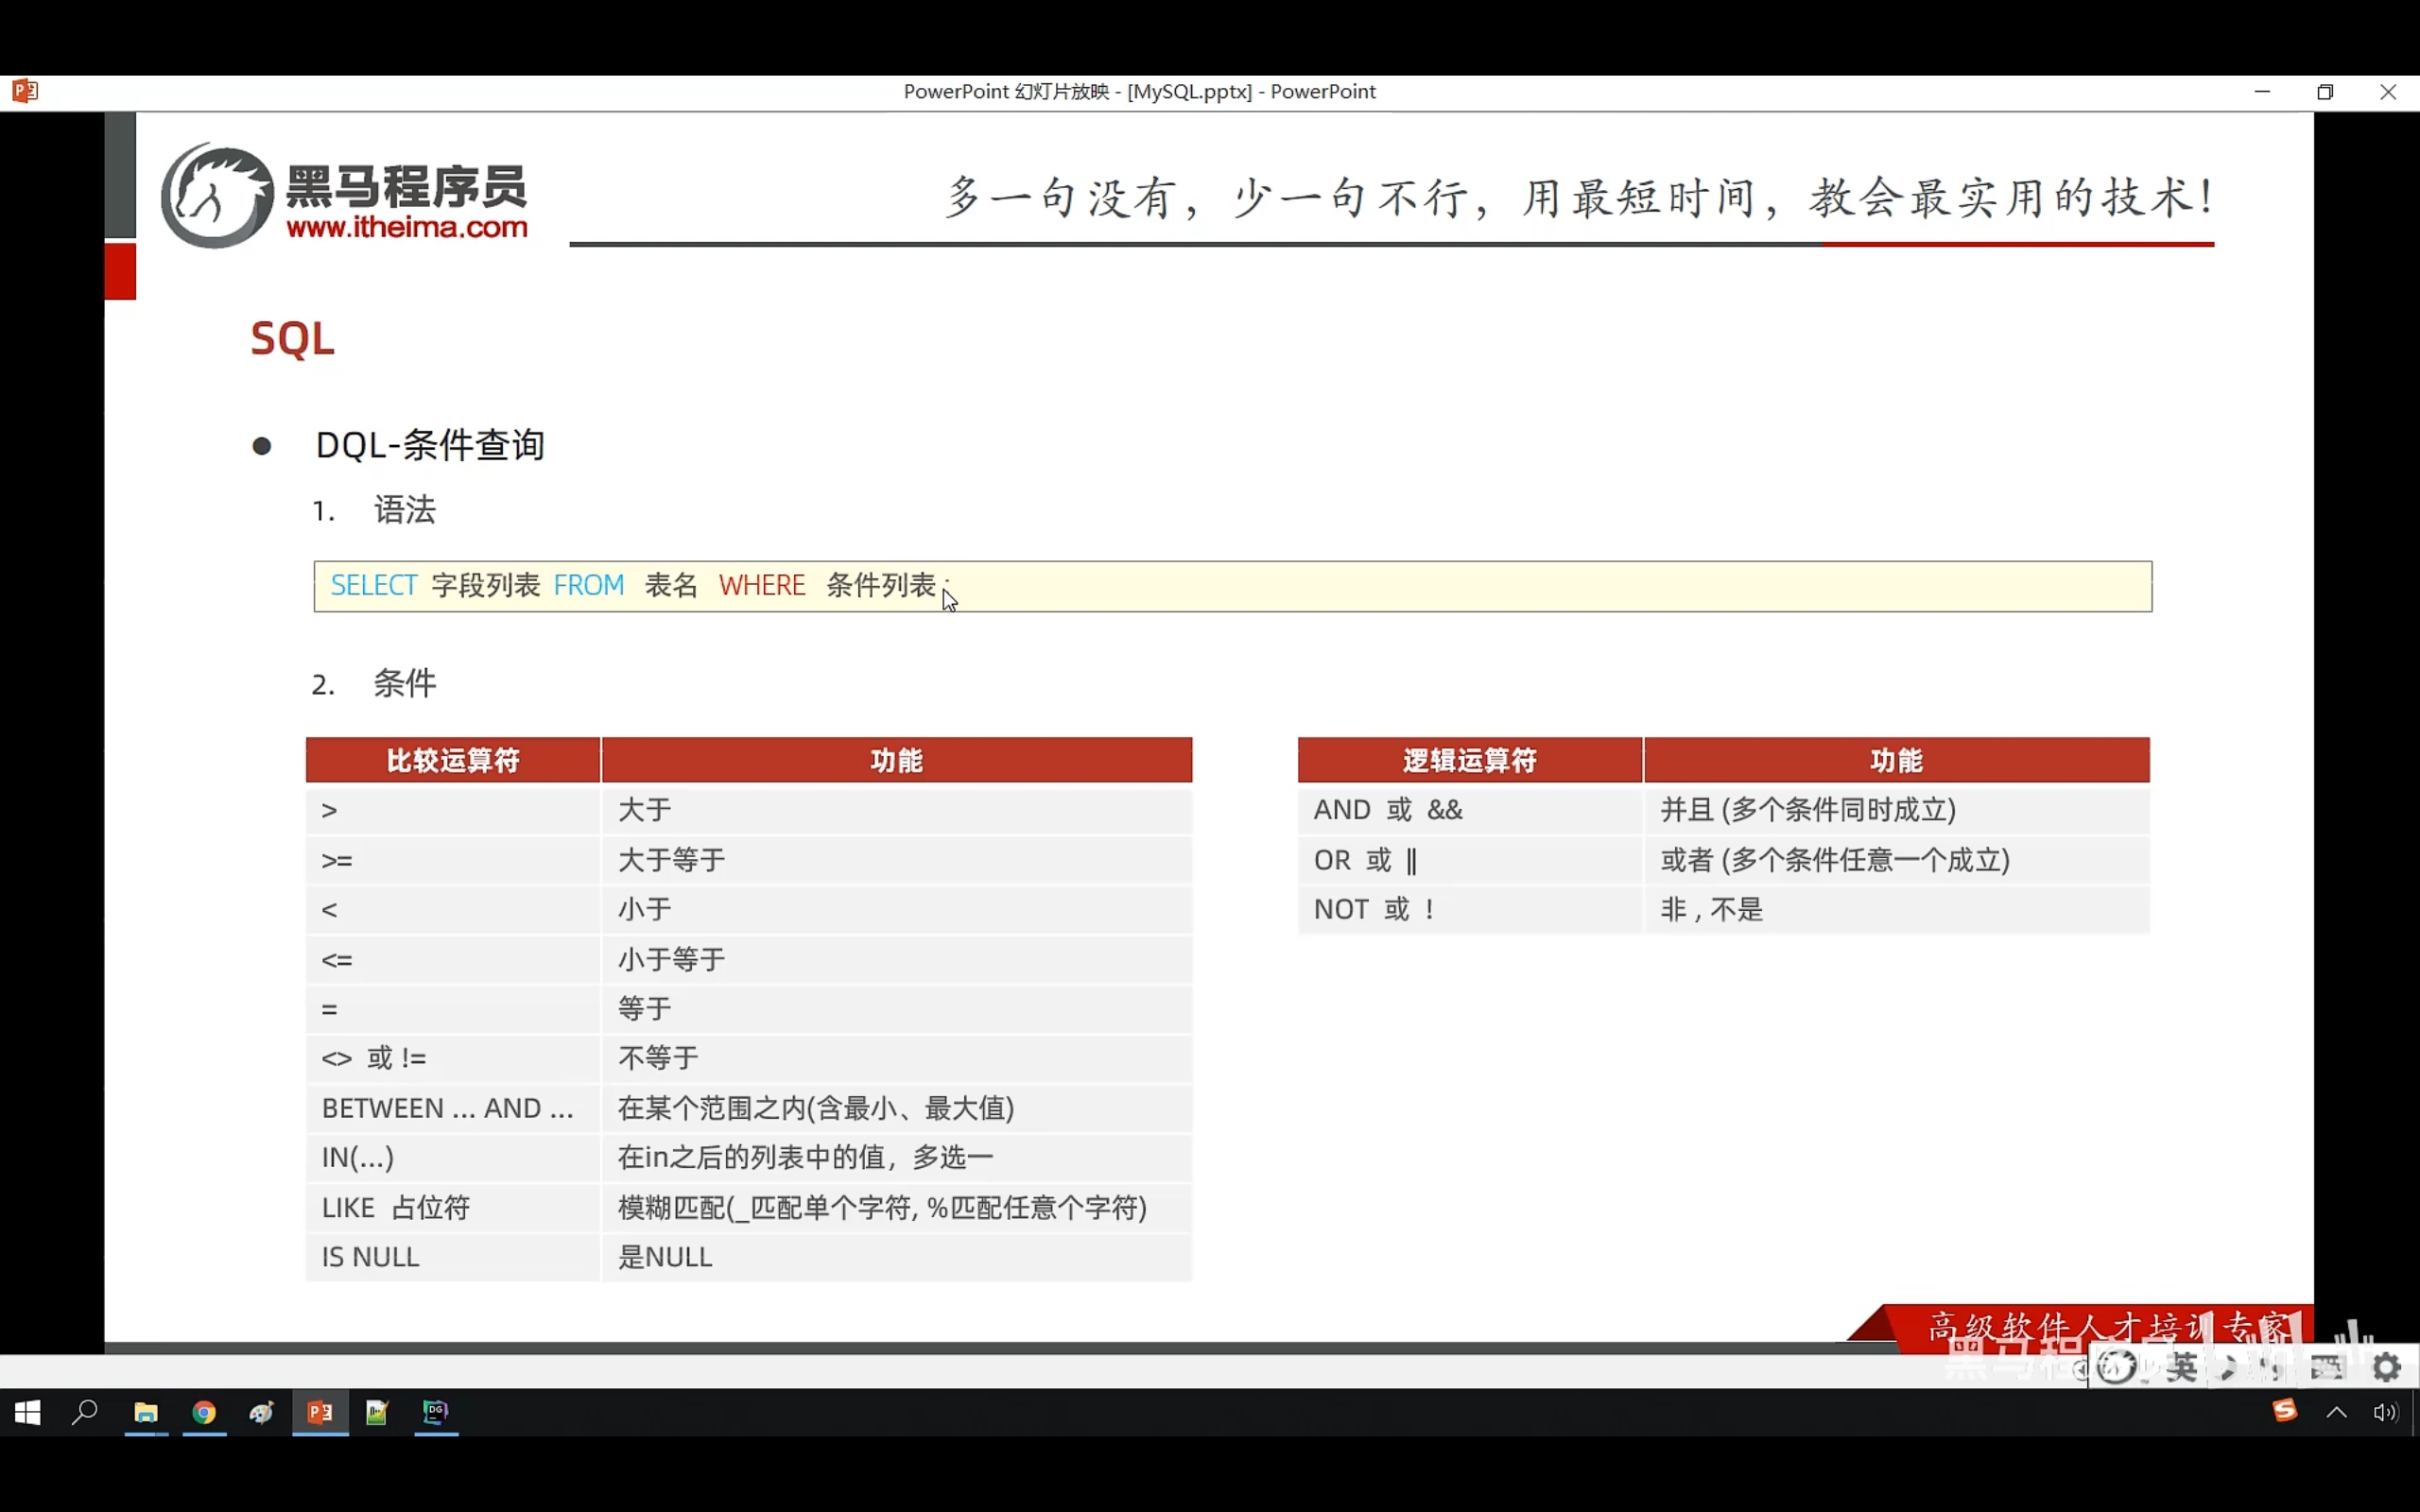 PowerPoint 幻灯片放映 - [MySQL.pptx] - PowerPoint
黑马程序员
www.itheima.com
多一句没有，少一句不行，用最短时间，教会最实用的技术！
SQL
● DQL-条件查询
1. 语法
SELECT 字段列表 FROM 表名 WHERE 条件列表 ;
2. 条件
比较运算符 功能
> 大于
>= 大于等于
< 小于
<= 小于等于
= 等于
<> 或 != 不等于
BETWEEN ... AND ... 在某个范围之内(含最小、最大值)
IN(...) 在in之后的列表中的值，多选一
LIKE 占位符 模糊匹配(_匹配单个字符, %匹配任意个字符)
IS NULL 是NULL
逻辑运算符 功能
AND 或 && 并且 (多个条件同时成立)
OR 或 || 或者 (多个条件任意一个成立)
NOT 或 ! 非 , 不是
高级软件人才培训专家
英